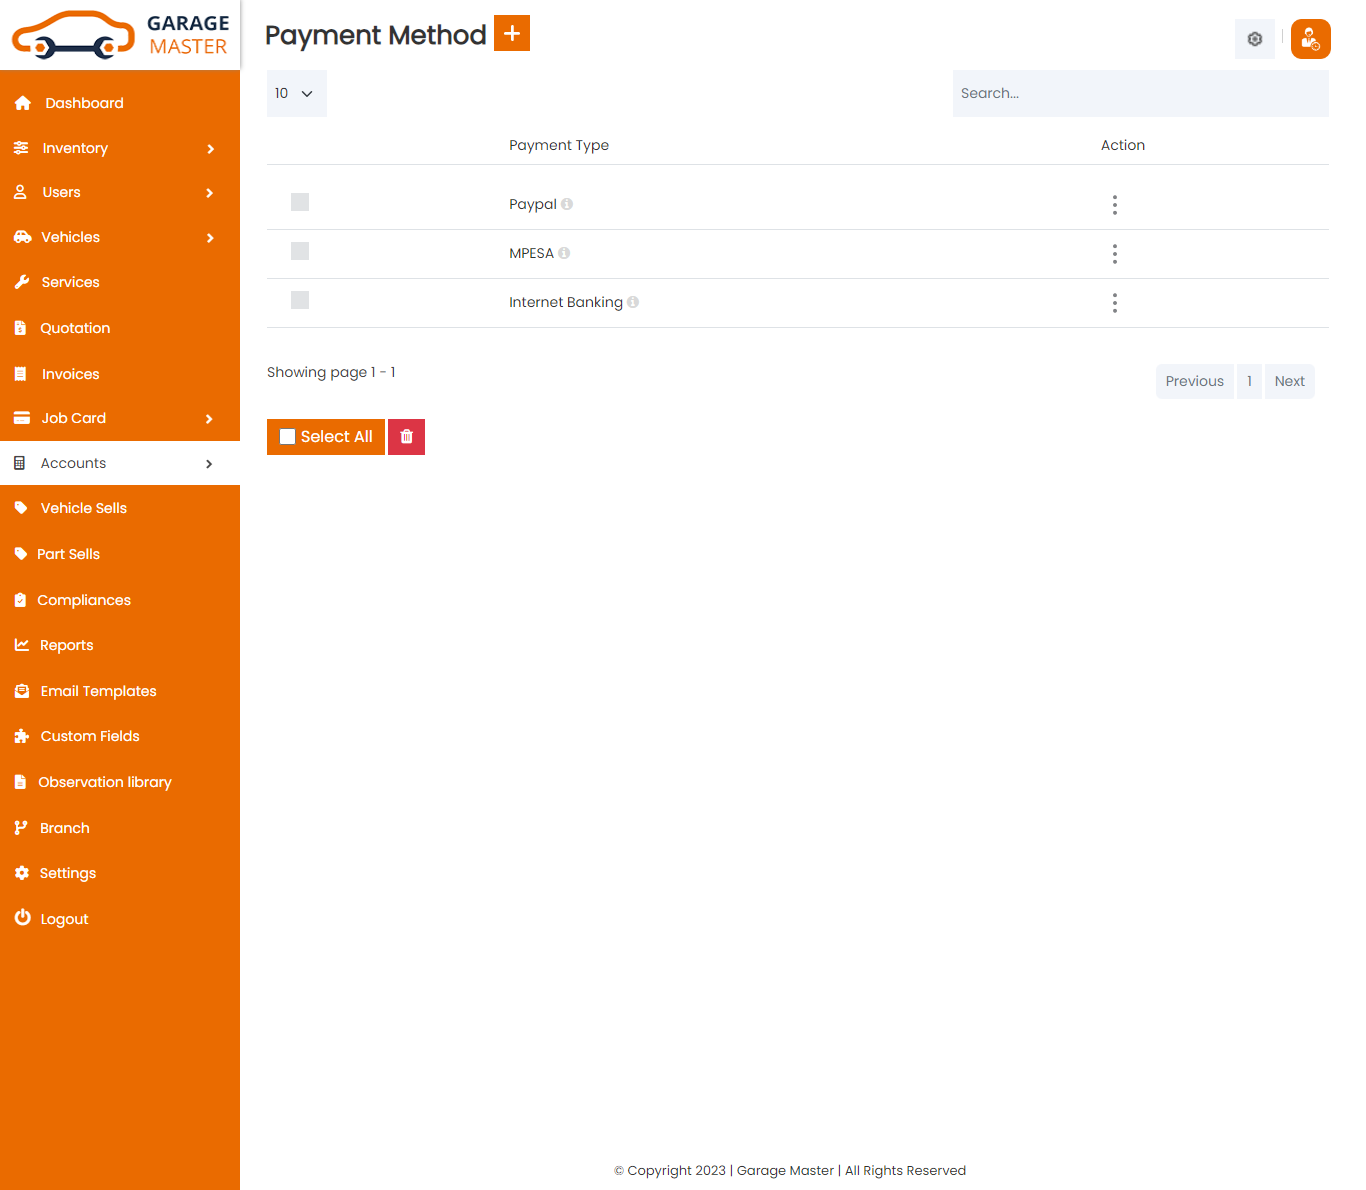 GARAGE
MASTER
Payment Method
10
Search...
Payment Type Action
Paypal
MPESA
Internet Banking
Showing page 1 - 1
Previous 1 Next
Select All
Dashboard
Inventory
Users
Vehicles
Services
Quotation
Invoices
Job Card
Accounts
Vehicle Sells
Part Sells
Compliances
Reports
Email Templates
Custom Fields
Observation library
Branch
Settings
Logout
© Copyright 2023 | Garage Master | All Rights Reserved